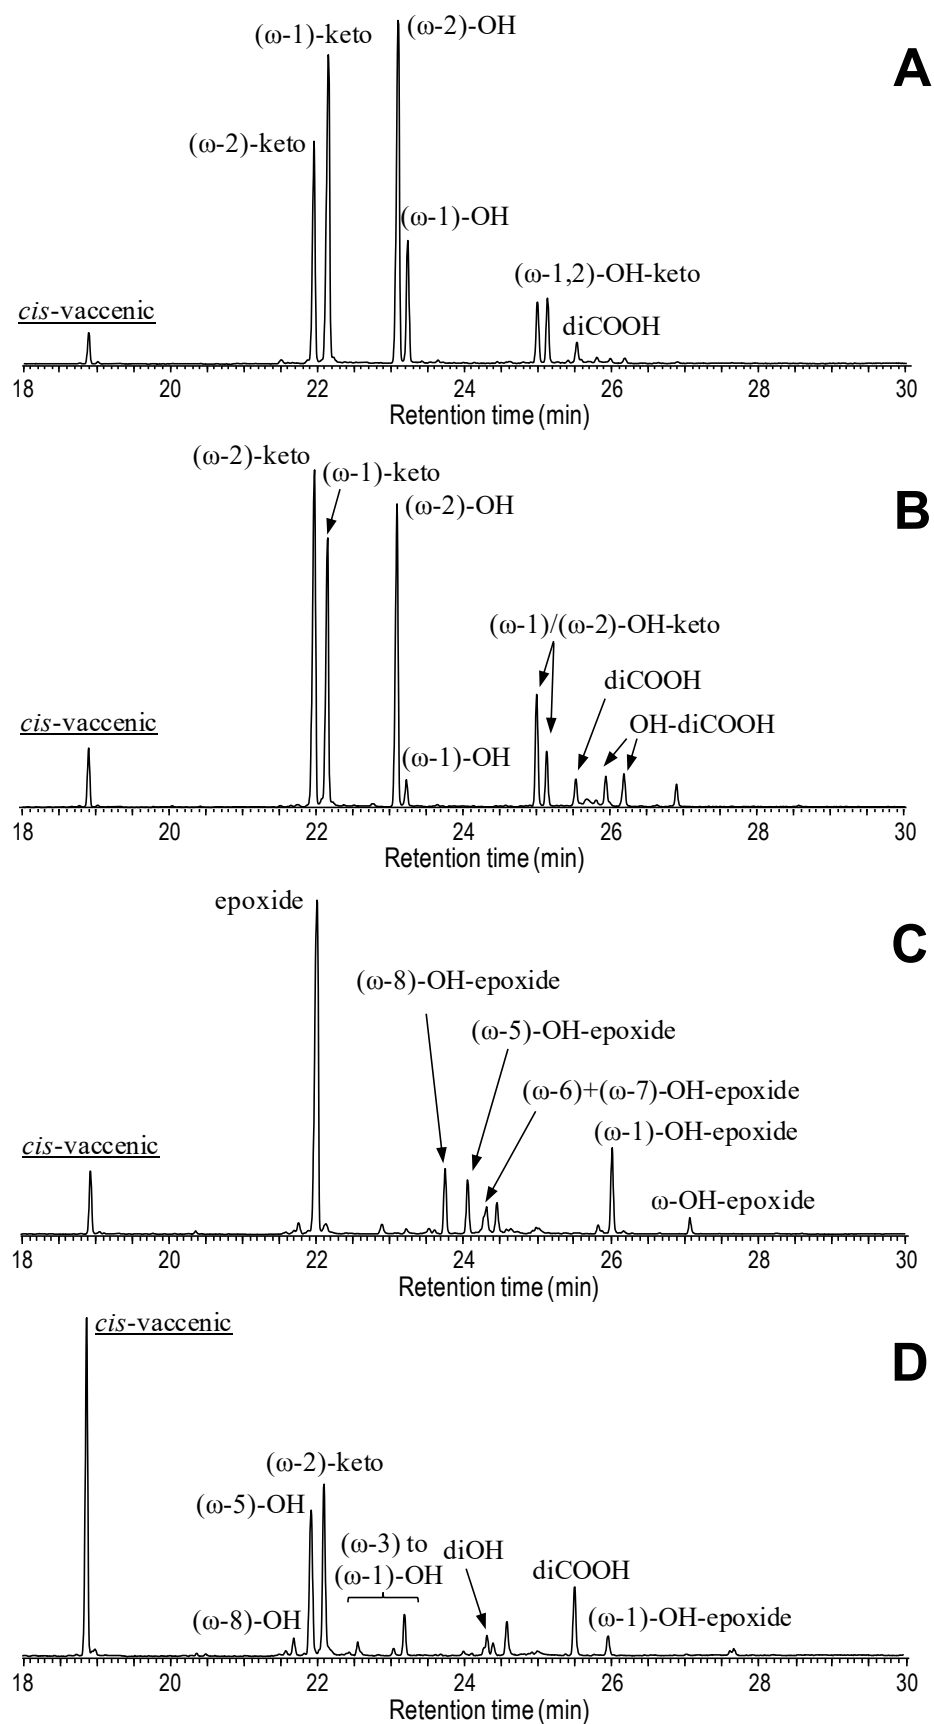 (ω-1)-keto
(ω-2)-OH
A
(ω-2)-keto
(ω-1)-OH
(ω-1,2)-OH-keto
cis-vaccenic
diCOOH
18 20 22 24 26 28 30
Retention time (min)
(ω-2)-keto
(ω-1)-keto
B
(ω-2)-OH
(ω-1)/(ω-2)-OH-keto
diCOOH
cis-vaccenic
OH-diCOOH
(ω-1)-OH
18 20 22 24 26 28 30
Retention time (min)
epoxide
C
(ω-8)-OH-epoxide
(ω-5)-OH-epoxide
(ω-6)+(ω-7)-OH-epoxide
(ω-1)-OH-epoxide
cis-vaccenic
ω-OH-epoxide
18 20 22 24 26 28 30
Retention time (min)
cis-vaccenic
D
(ω-2)-keto
(ω-5)-OH
(ω-3) to
(ω-1)-OH
diOH
diCOOH
(ω-8)-OH
(ω-1)-OH-epoxide
18 20 22 24 26 28 30
Retention time (min)